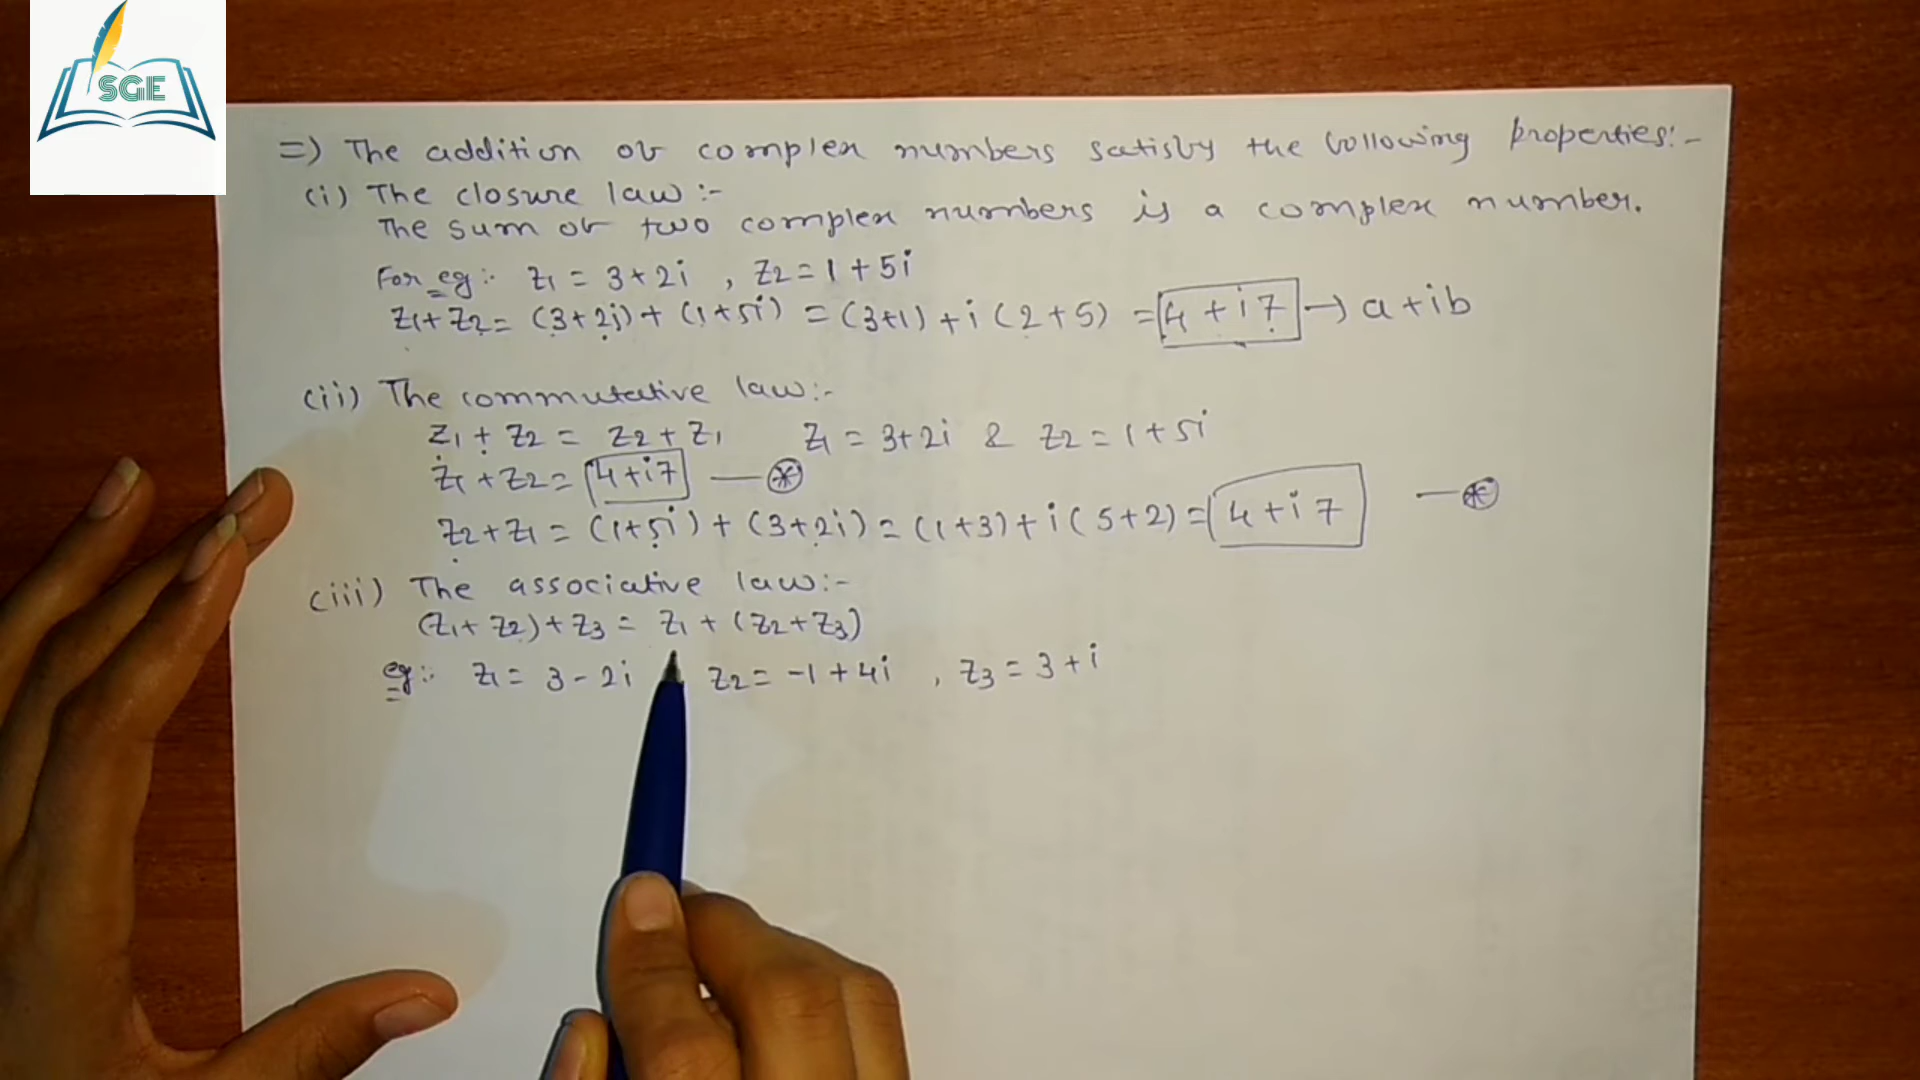 SGE
=) The addition of complex numbers satisfy the following properties:-
(i) The closure law:-
The sum of two complex numbers is a complex number.
For eg:- z1 = 3+2i , z2 = 1+5i
z1+z2 = (3+2i)+(1+5i) = (3+1)+i(2+5) = 4+i7 → a+ib
(ii) The commutative law:-
z1+z2 = z2+z1 z1 = 3+2i & z2 = 1+5i
z1+z2 = 4+i7 —⊛
z2+z1 = (1+5i)+(3+2i) = (1+3)+i(5+2) = 4+i7 —⊛
(iii) The associative law:-
(z1+z2)+z3 = z1+(z2+z3)
eg:- z1 = 3-2i z2 = -1+4i , z3 = 3+i